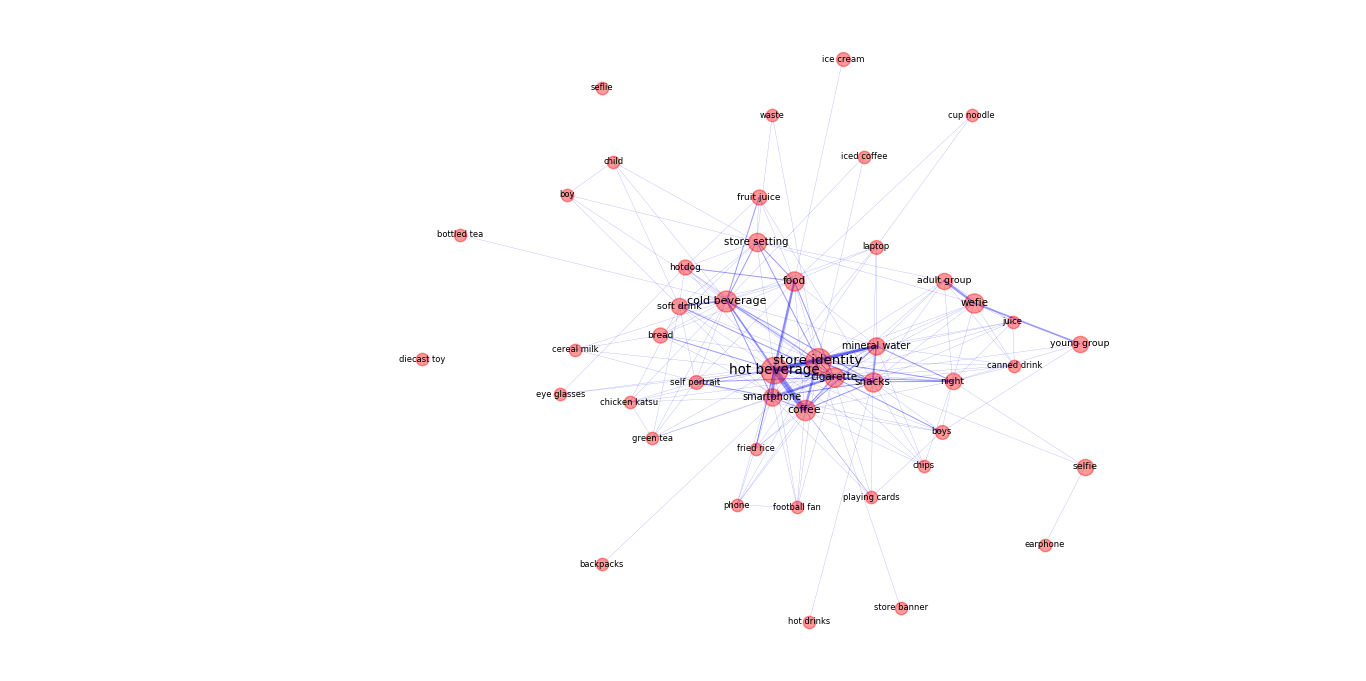 ice cream
seflie
waste
cup noodle
iced coffee
child
boy
fruit juice
bottled tea
store setting
laptop
hotdog
food
adult group
cold beverage
wefie
soft drink
juice
bread
young group
mineral water
cereal milk
diecast toy
store identity
canned drink
hot beverage
cigarette
self portrait
snacks
night
eye glasses
smartphone
chicken katsu
coffee
boys
green tea
fried rice
chips
selfie
playing cards
phone
football fan
earphone
backpacks
store banner
hot drinks